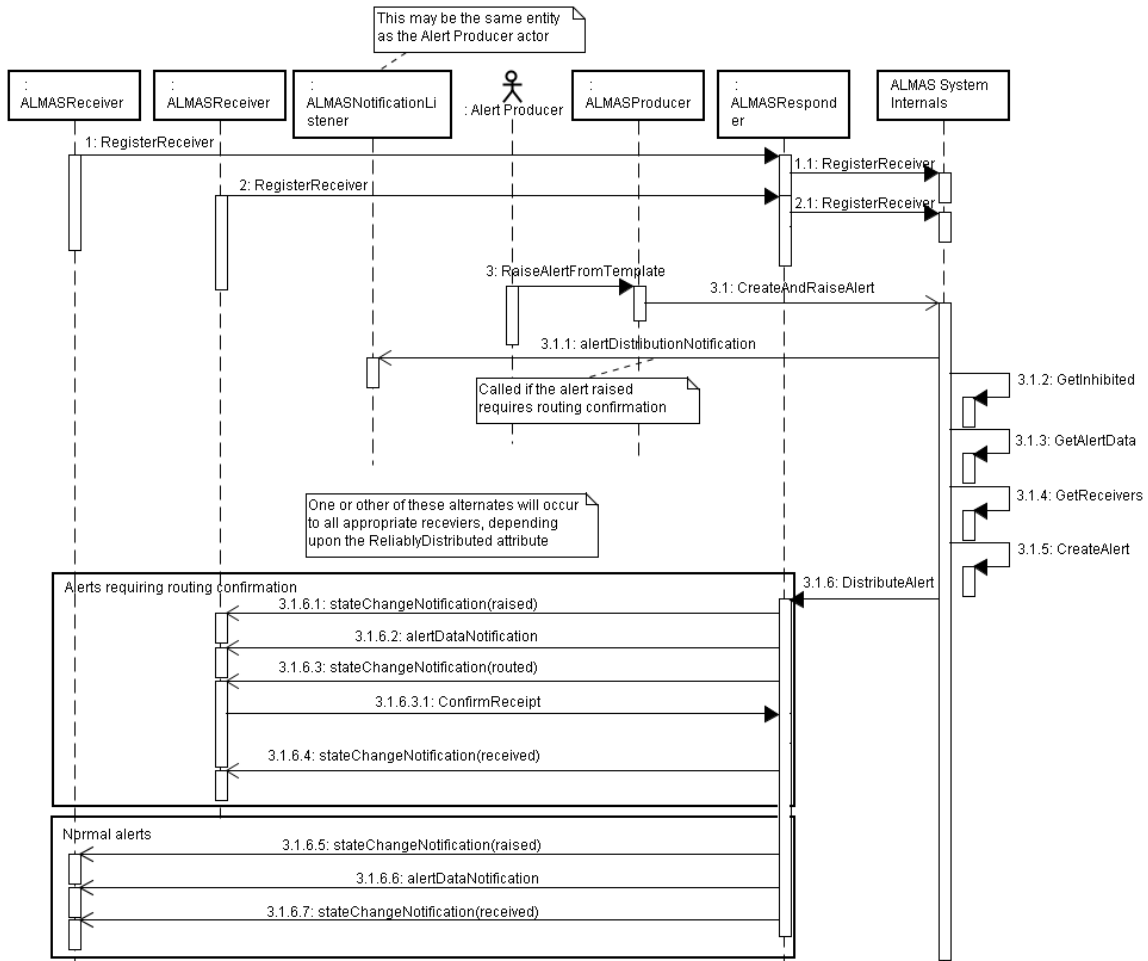 This may be the same entity
as the Alert Producer actor
:
ALMASReceiver
:
ALMASReceiver
:
ALMASNotificationLi
stener
: Alert Producer
:
ALMASProducer
:
ALMASRespond
er
ALMAS System
Internals
1: RegisterReceiver
1.1: RegisterReceiver
2: RegisterReceiver
2.1: RegisterReceiver
3: RaiseAlertFromTemplate
3.1: CreateAndRaiseAlert
3.1.1: alertDistributionNotification
Called if the alert raised
requires routing confirmation
3.1.2: GetInhibited
3.1.3: GetAlertData
3.1.4: GetReceivers
3.1.5: CreateAlert
One or other of these alternates will occur
to all appropriate receviers, depending
upon the ReliablyDistributed attribute
3.1.6: DistributeAlert
Alerts requiring routing confirmation
3.1.6.1: stateChangeNotification(raised)
3.1.6.2: alertDataNotification
3.1.6.3: stateChangeNotification(routed)
3.1.6.3.1: ConfirmReceipt
3.1.6.4: stateChangeNotification(received)
Normal alerts
3.1.6.5: stateChangeNotification(raised)
3.1.6.6: alertDataNotification
3.1.6.7: stateChangeNotification(received)